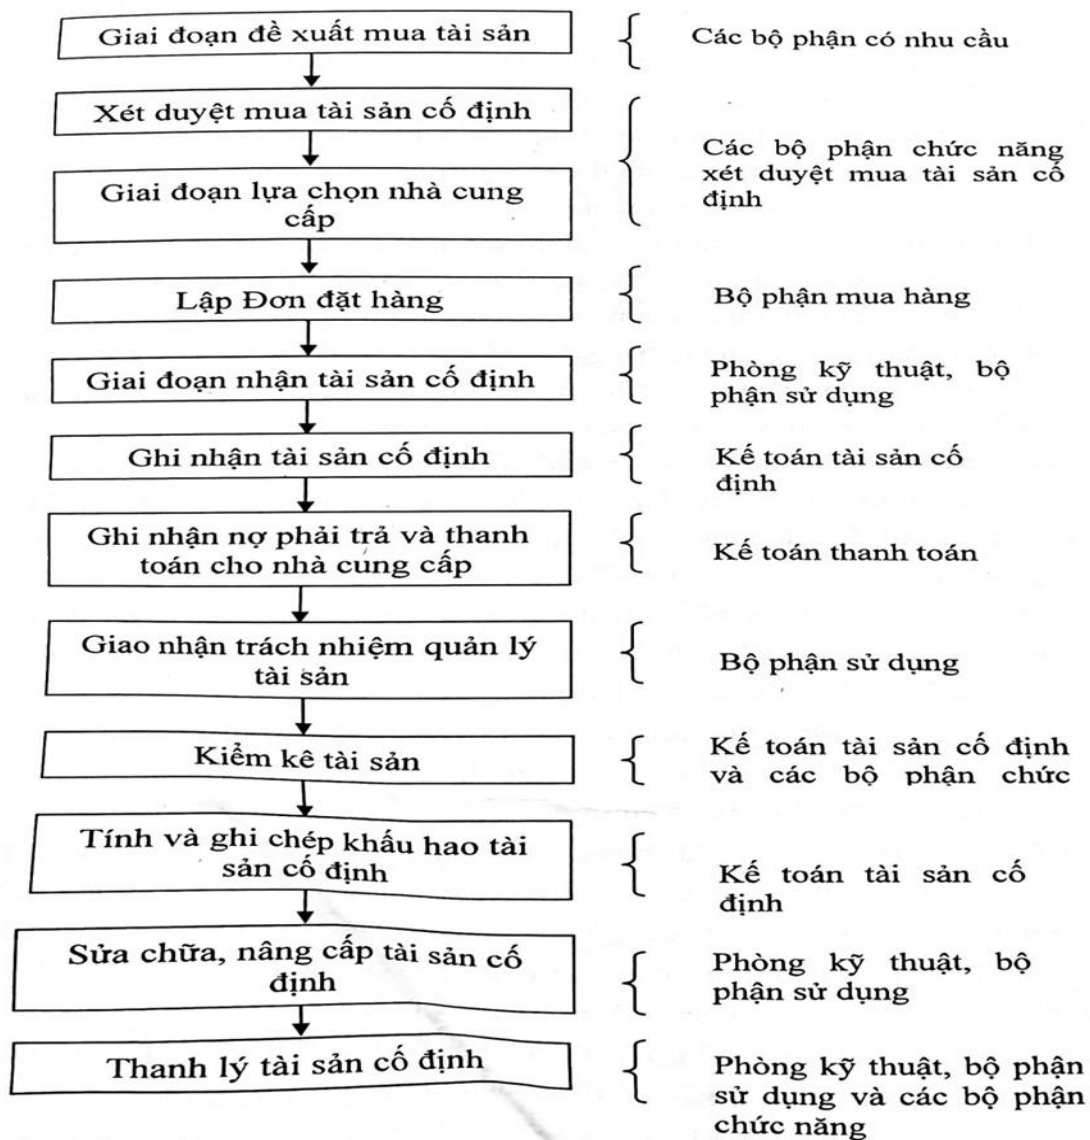 Giai đoạn đề xuất mua tài sản
Các bộ phận có nhu cầu
Xét duyệt mua tài sản cố định
Giai đoạn lựa chọn nhà cung
cấp
Các bộ phận chức năng
xét duyệt mua tài sản cố
định
Lập Đơn đặt hàng
Bộ phận mua hàng
Giai đoạn nhận tài sản cố định
Phòng kỹ thuật, bộ
phận sử dụng
Ghi nhận tài sản cố định
Kế toán tài sản cố
định
Ghi nhận nợ phải trả và thanh
toán cho nhà cung cấp
Kế toán thanh toán
Giao nhận trách nhiệm quản lý
tài sản
Bộ phận sử dụng
Kiểm kê tài sản
Kế toán tài sản cố định
và các bộ phận chức
Tính và ghi chép khấu hao tài
sản cố định
Kế toán tài sản cố
định
Sửa chữa, nâng cấp tài sản cố
định
Phòng kỹ thuật, bộ
phận sử dụng
Thanh lý tài sản cố định
Phòng kỹ thuật, bộ phận
sử dụng và các bộ phận
chức năng